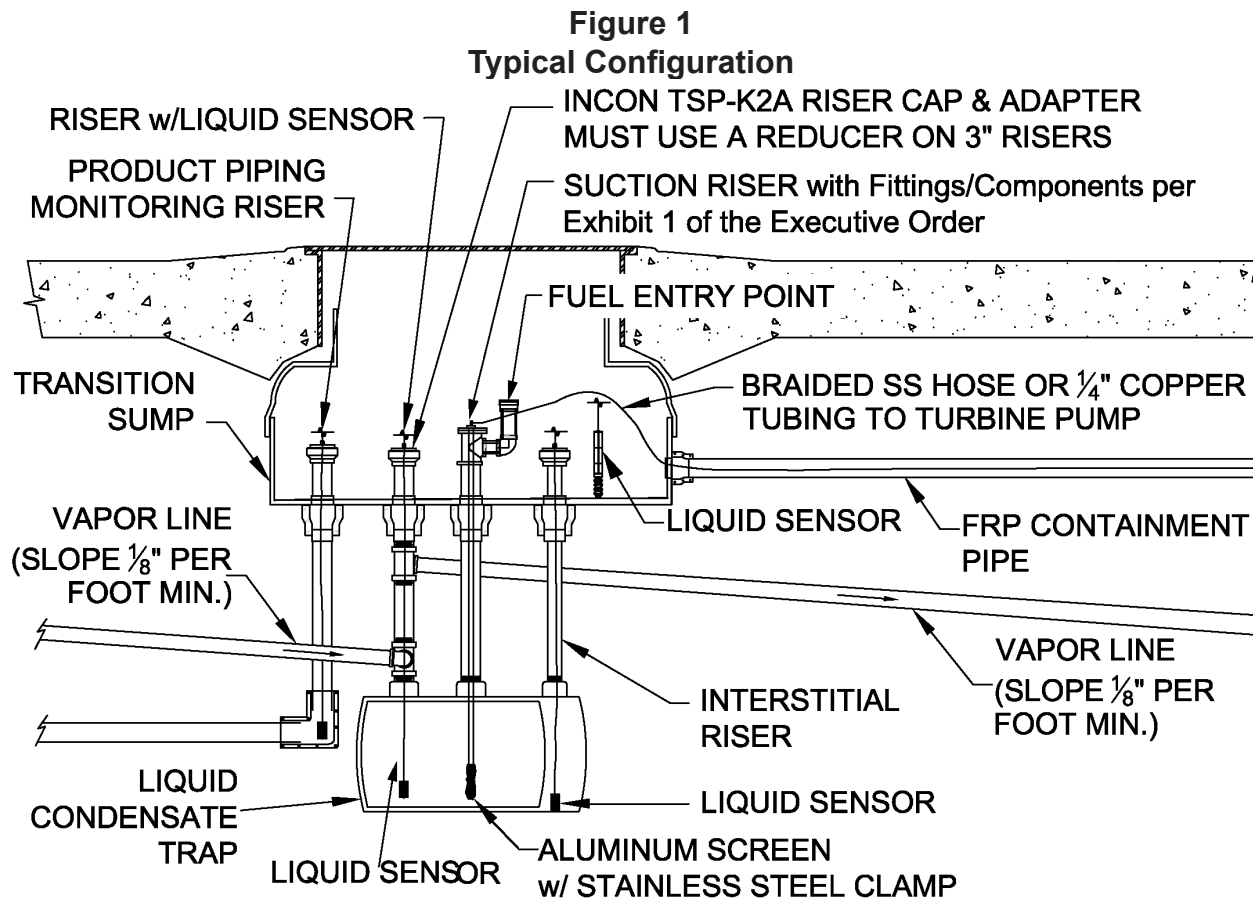 Figure 1
Typical Configuration
INCON TSP-K2A RISER CAP & ADAPTER
MUST USE A REDUCER ON 3" RISERS
RISER w/LIQUID SENSOR
PRODUCT PIPING
MONITORING RISER
SUCTION RISER with Fittings/Components per
Exhibit 1 of the Executive Order
FUEL ENTRY POINT
TRANSITION
SUMP
BRAIDED SS HOSE OR ¼" COPPER
TUBING TO TURBINE PUMP
VAPOR LINE
(SLOPE ⅛" PER
FOOT MIN.)
LIQUID SENSOR
FRP CONTAINMENT
PIPE
VAPOR LINE
(SLOPE ⅛" PER
FOOT MIN.)
INTERSTITIAL
RISER
LIQUID
CONDENSATE
TRAP
LIQUID SENSOR
LIQUID SENSOR
ALUMINUM SCREEN
w/ STAINLESS STEEL CLAMP